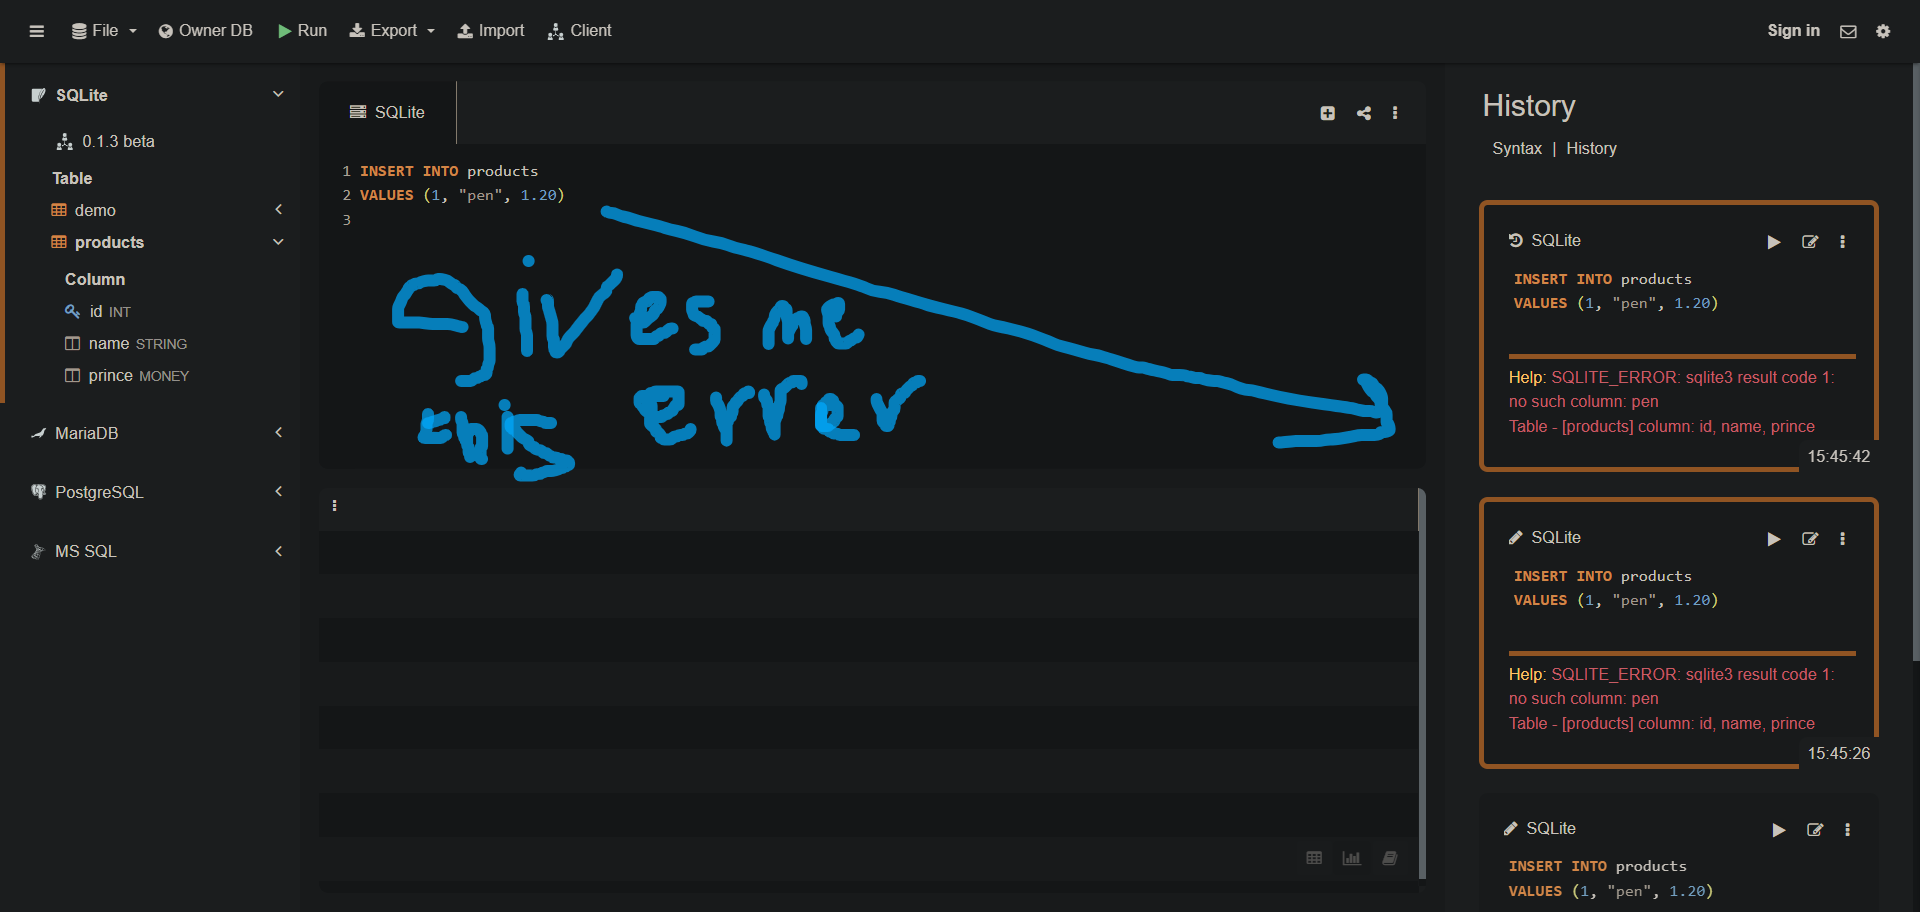 File Owner DB Run Export Import Client Sign in
SQLite
0.1.3 beta
Table
demo
products
Column
id INT
name STRING
prince MONEY
MariaDB
PostgreSQL
MS SQL
SQLite
1 INSERT INTO products
2 VALUES (1, "pen", 1.20)
3
gives me
this error
History
Syntax | History
SQLite
INSERT INTO products
VALUES (1, "pen", 1.20)
Help: SQLITE_ERROR: sqlite3 result code 1:
no such column: pen
Table - [products] column: id, name, prince
15:45:42
SQLite
INSERT INTO products
VALUES (1, "pen", 1.20)
Help: SQLITE_ERROR: sqlite3 result code 1:
no such column: pen
Table - [products] column: id, name, prince
15:45:26
SQLite
INSERT INTO products
VALUES (1, "pen", 1.20)